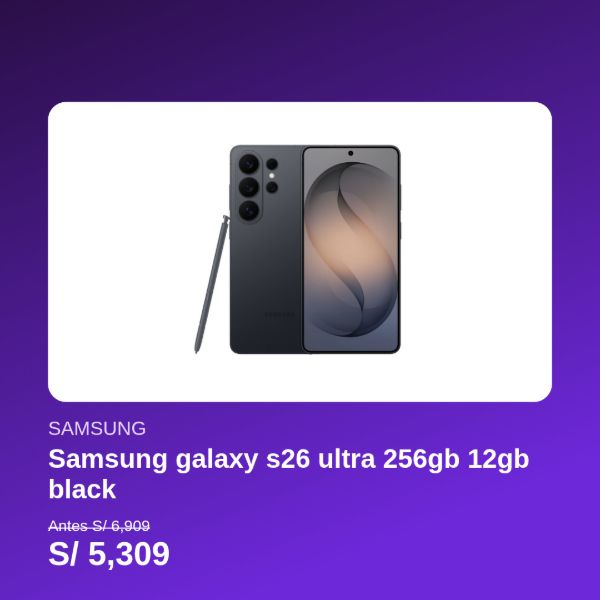 SAMSUNG
Samsung galaxy s26 ultra 256gb 12gb
black
Antes S/ 6,909
S/ 5,309